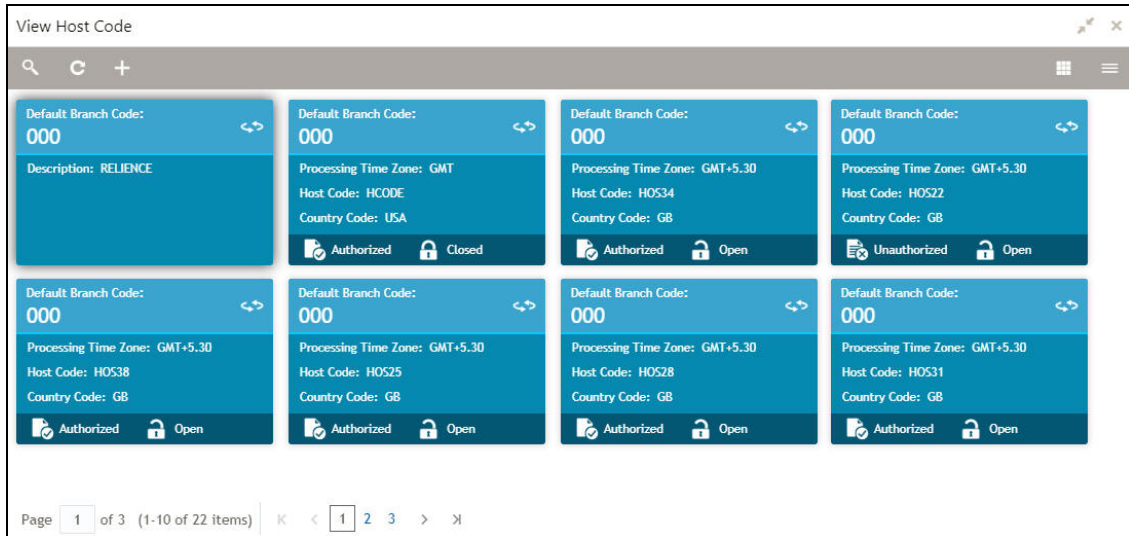 View Host Code
Default Branch Code:
000
Description: RELIENCE
Default Branch Code:
000
Processing Time Zone: GMT
Host Code: HCODE
Country Code: USA
Authorized Closed
Default Branch Code:
000
Processing Time Zone: GMT+5.30
Host Code: HOS34
Country Code: GB
Authorized Open
Default Branch Code:
000
Processing Time Zone: GMT+5.30
Host Code: HOS22
Country Code: GB
Unauthorized Open
Default Branch Code:
000
Processing Time Zone: GMT+5.30
Host Code: HOS38
Country Code: GB
Authorized Open
Default Branch Code:
000
Processing Time Zone: GMT+5.30
Host Code: HOS25
Country Code: GB
Authorized Open
Default Branch Code:
000
Processing Time Zone: GMT+5.30
Host Code: HOS28
Country Code: GB
Authorized Open
Default Branch Code:
000
Processing Time Zone: GMT+5.30
Host Code: HOS31
Country Code: GB
Authorized Open
Page 1 of 3 (1-10 of 22 items) 1 2 3